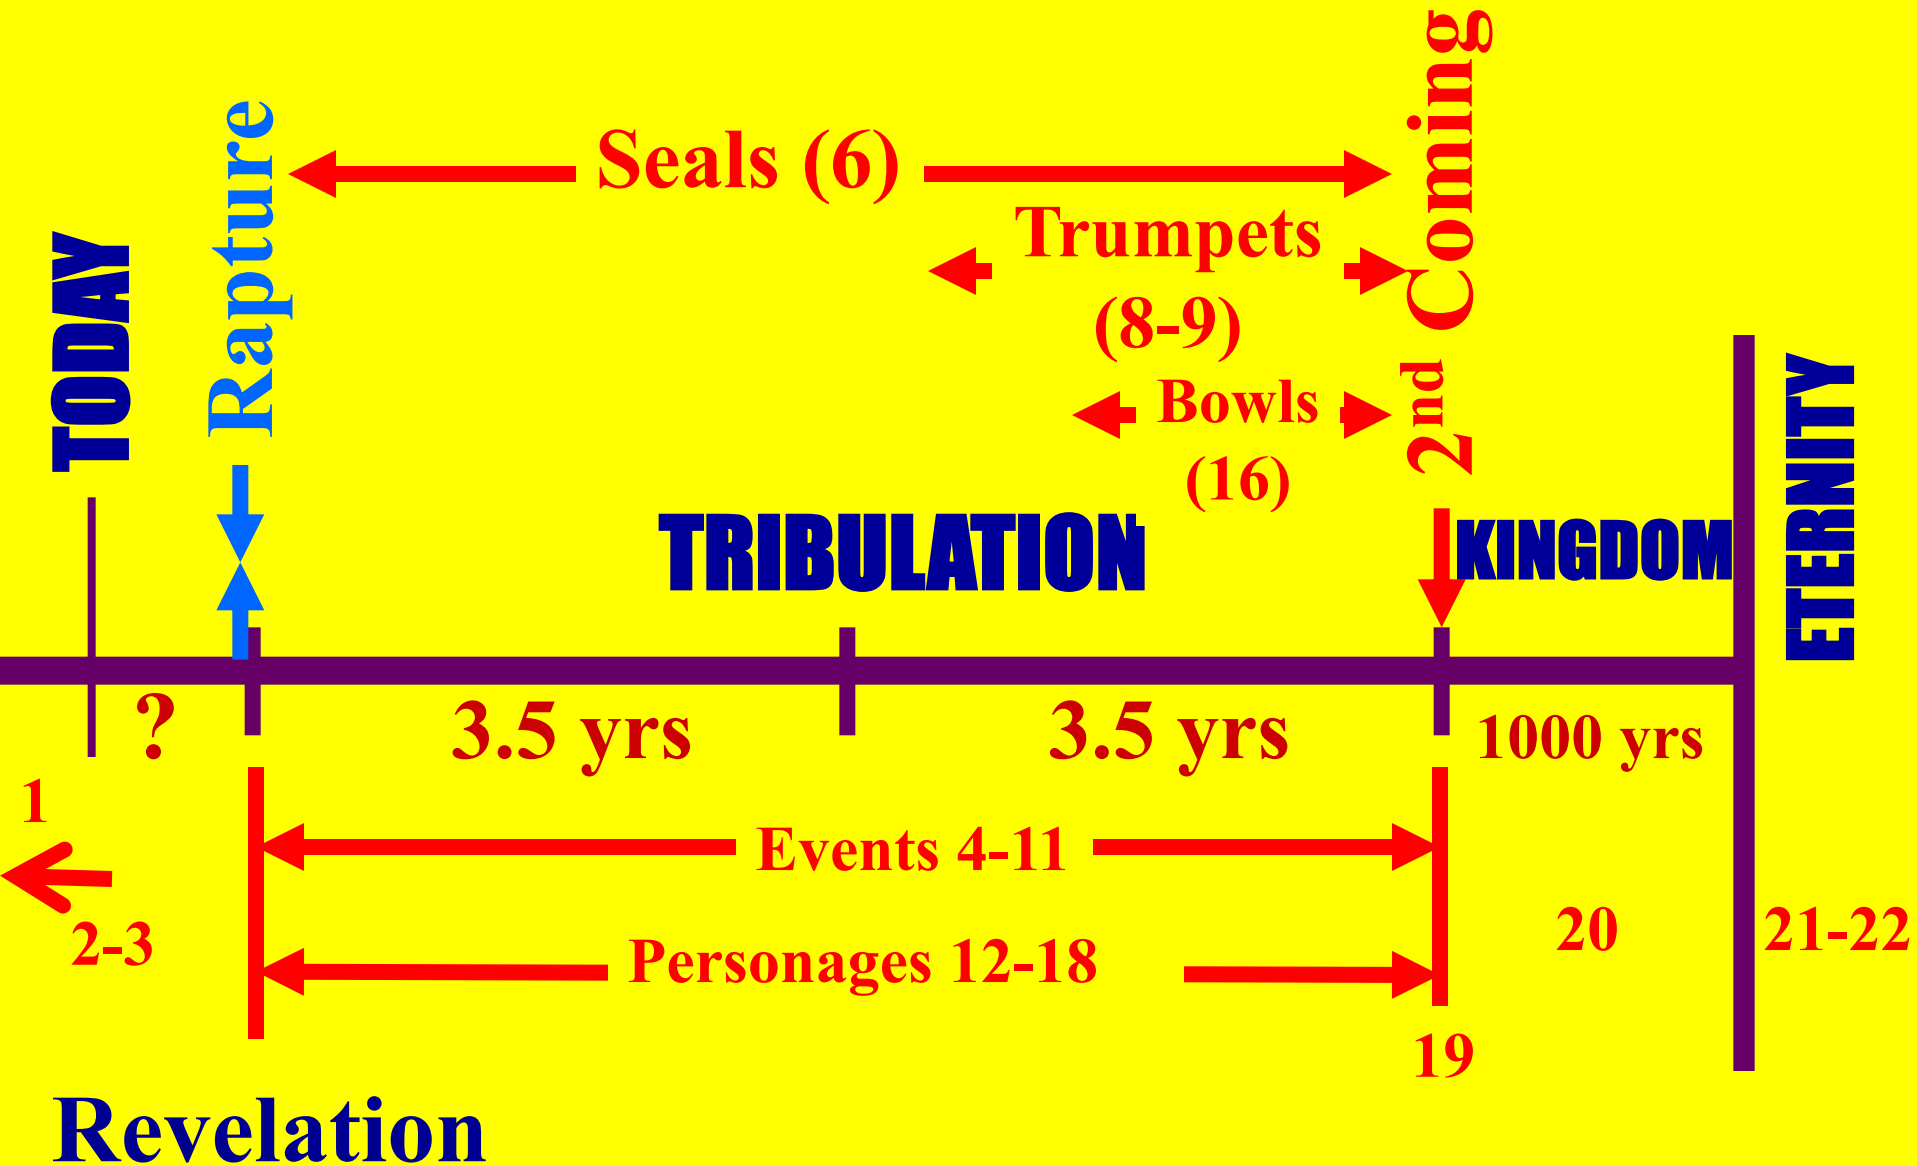 TODAY
Rapture
Seals (6)
Trumpets
(8-9)
Bowls
(16)
2nd Coming
TRIBULATION
KINGDOM
ETERNITY
?
3.5 yrs
3.5 yrs
1000 yrs
1
2-3
Events 4-11
Personages 12-18
19
20
21-22
Revelation